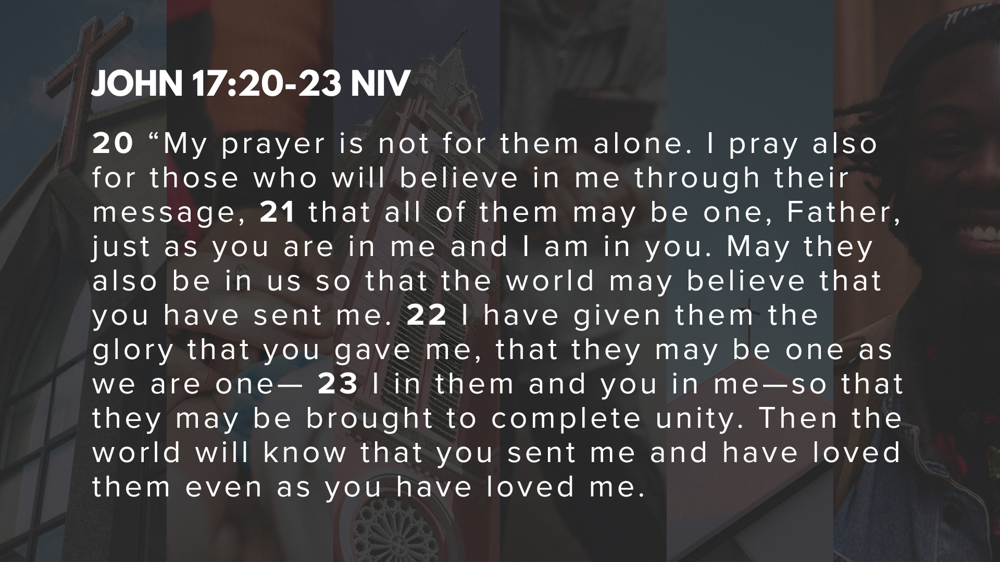 JOHN 17:20-23 NIV
20 “My prayer is not for them alone. I pray also
for those who will believe in me through their
message, 21 that all of them may be one, Father,
just as you are in me and I am in you. May they
also be in us so that the world may believe that
you have sent me. 22 I have given them the
glory that you gave me, that they may be one as
we are one— 23 I in them and you in me—so that
they may be brought to complete unity. Then the
world will know that you sent me and have loved
them even as you have loved me.